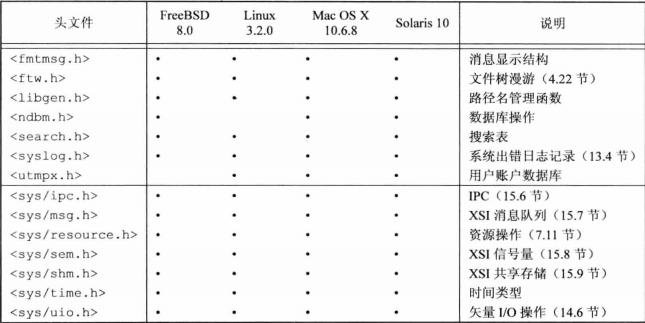 头文件 FreeBSD 8.0 Linux 3.2.0 Mac OS X 10.6.8 Solaris 10 说明
<fmtmsg.h> • • • • 消息显示结构
<ftw.h> • • • • 文件树漫游（4.22 节）
<libgen.h> • • • • 路径名管理函数
<ndbm.h> • • • 数据库操作
<search.h> • • • • 搜索表
<syslog.h> • • • • 系统出错日志记录（13.4 节）
<utmpx.h> • • • 用户账户数据库
<sys/ipc.h> • • • • IPC（15.6 节）
<sys/msg.h> • • • • XSI 消息队列（15.7 节）
<sys/resource.h> • • • • 资源操作（7.11 节）
<sys/sem.h> • • • • XSI 信号量（15.8 节）
<sys/shm.h> • • • • XSI 共享存储（15.9 节）
<sys/time.h> • • • • 时间类型
<sys/uio.h> • • • • 矢量 I/O 操作（14.6 节）